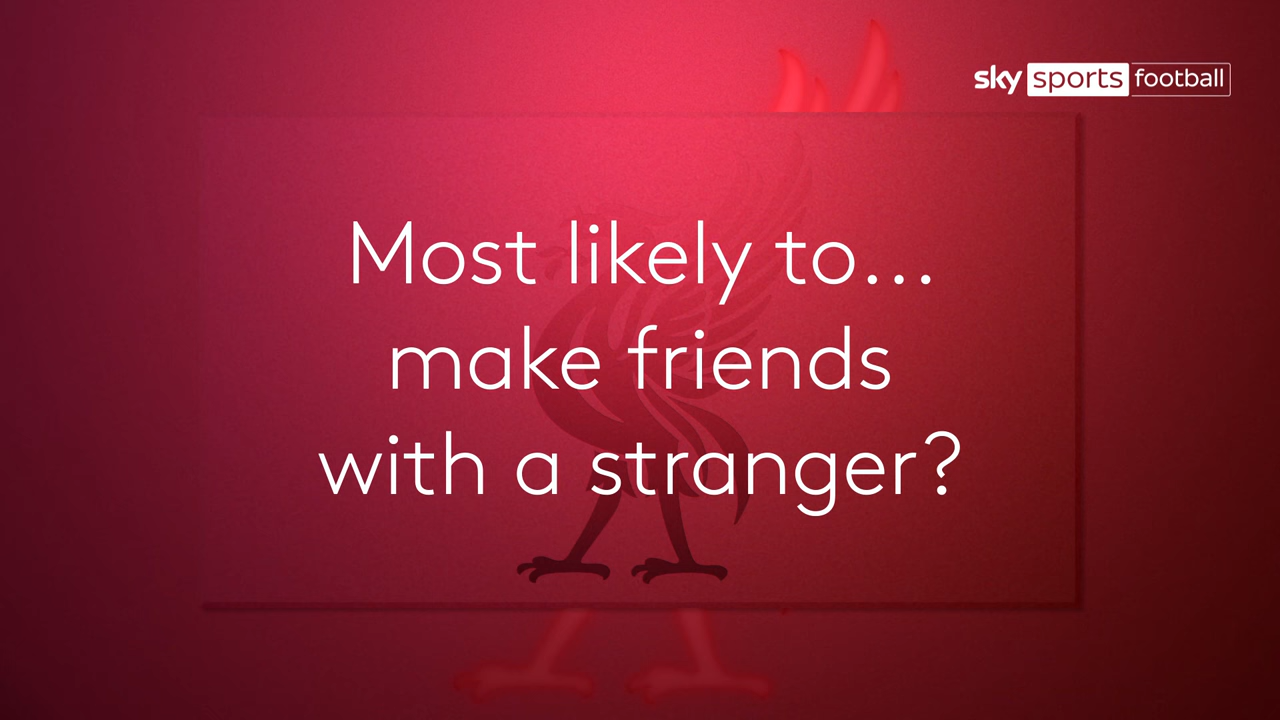 sky sports football
Most likely to...
make friends
with a stranger?